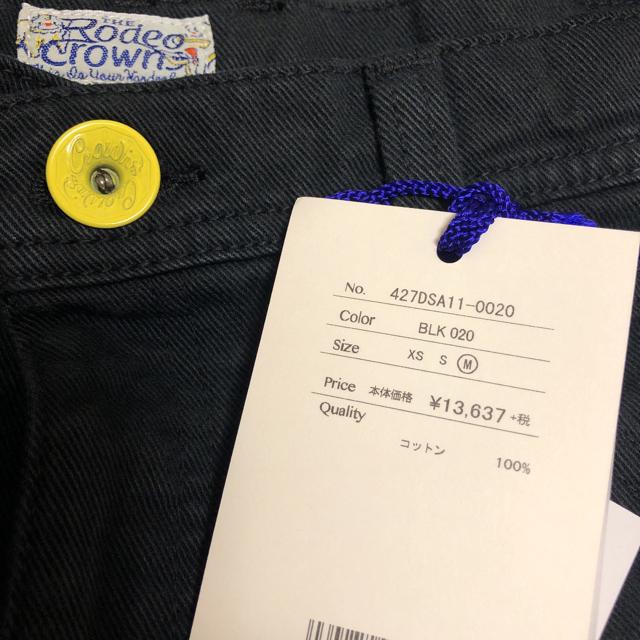 THE
Rodeo
Crowns
No. 427DSA11-0020
Color BLK 020
Size XS S M
Price 本体価格 ¥13,637 +税
Quality
コットン 100%